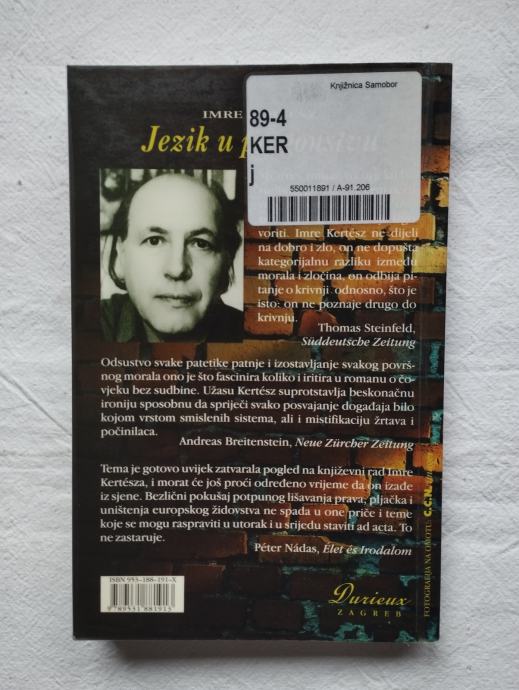 Knjižnica Samobor
89-4
KER
j
550011891 / A-91.206
IMRE
Jezik u
voriti. Imre Kertész ne dijeli
na dobro i zlo, on ne dopušta
kategorijalnu razliku između
morala i zločina, on odbija pi-
tanje o krivnji odnosno, što je
isto: on ne poznaje drugo do
krivnju.
Thomas Steinfeld,
Süddeutsche Zeitung
Odsustvo svake patetike patnje i izostavljanje svakog površ-
nog morala ono je što fascinira koliko i iritira u romanu o čo-
vjeku bez sudbine. Užasu Kertész suprotstavlja beskonačnu
ironiju sposobnu da spriječi svako posvajanje događaja bilo
kojom vrstom smislenih sistema, ali i mistifikaciju žrtava i
počinilaca.
Andreas Breitenstein, Neue Zürcher Zeitung
Tema je gotovo uvijek zatvarala pogled na književni rad Imre
Kertésza, i morat će još proći određeno vrijeme da on izađe
iz sjene. Bezlični pokušaj potpunog lišavanja prava, pljačka i
uništenja europskog židovstva ne spada u one priče i teme
koje se mogu raspraviti u utorak i u srijedu staviti ad acta. To
ne zastaruje.
Péter Nádas, Élet és Irodalom
ISBN 953-188-191-X
9789531881913
Durieux
ZAGREB
FOTOGRAFIJA NA OMOTU: C.C.N.